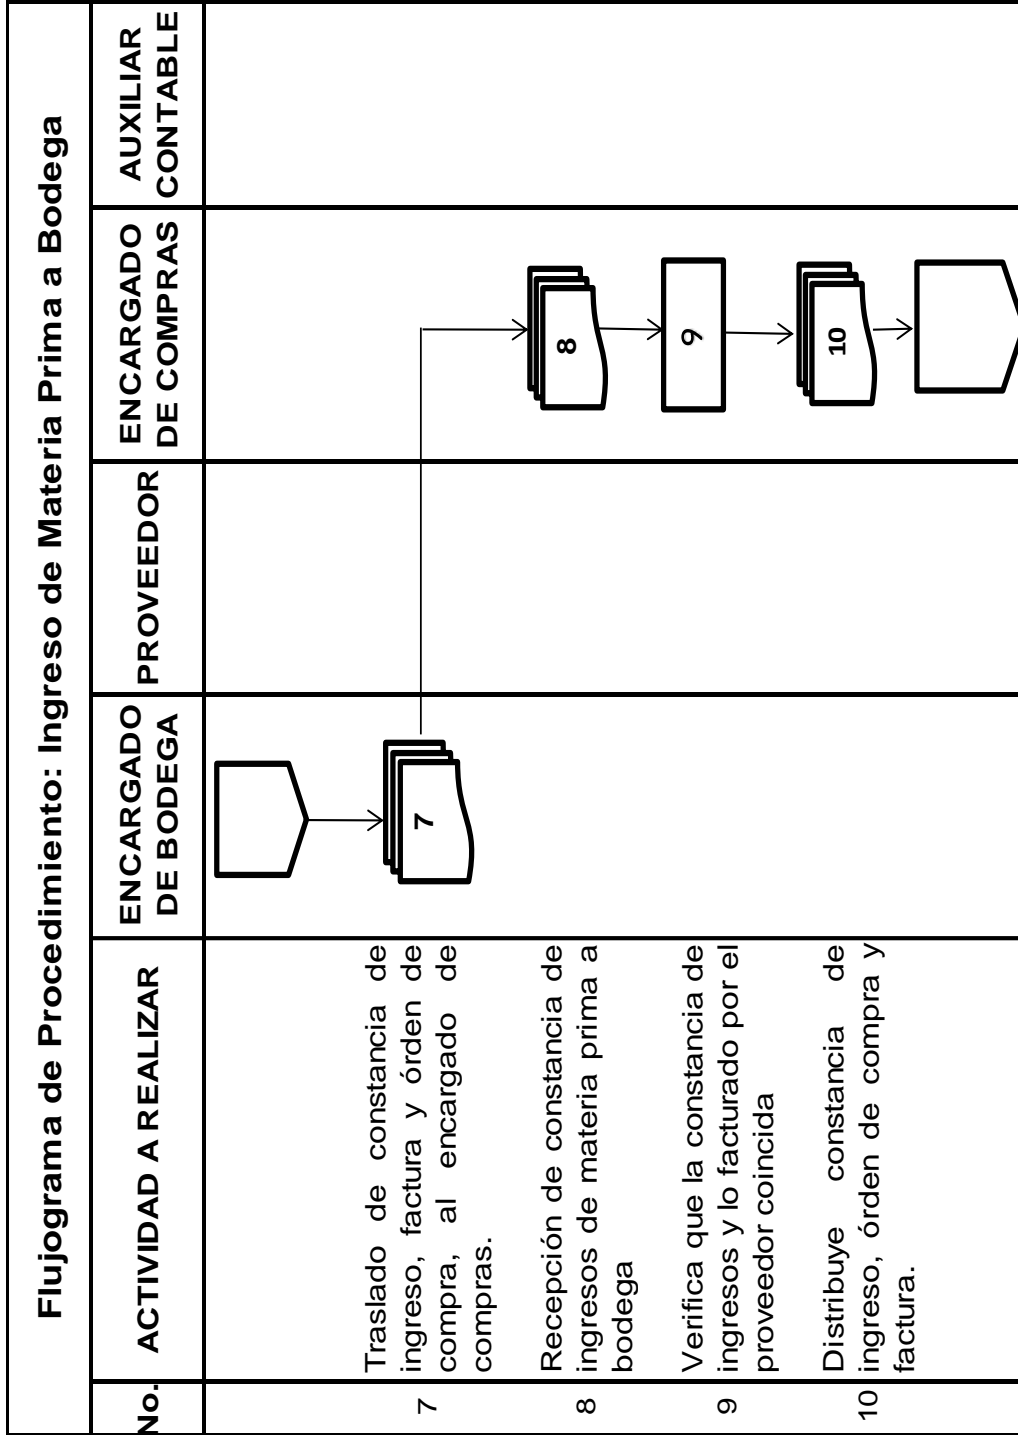 Flujograma de Procedimiento: Ingreso de Materia Prima a Bodega
No.
ACTIVIDAD A REALIZAR
ENCARGADO
DE BODEGA
PROVEEDOR
ENCARGADO
DE COMPRAS
AUXILIAR
CONTABLE
7
Traslado de constancia de
ingreso, factura y órden de
compra, al encargado de
compras.
7
8
Recepción de constancia de
ingresos de materia prima a
bodega
8
9
Verifica que la constancia de
ingresos y lo facturado por el
proveedor coincida
9
10
Distribuye constancia de
ingreso, órden de compra y
factura.
10